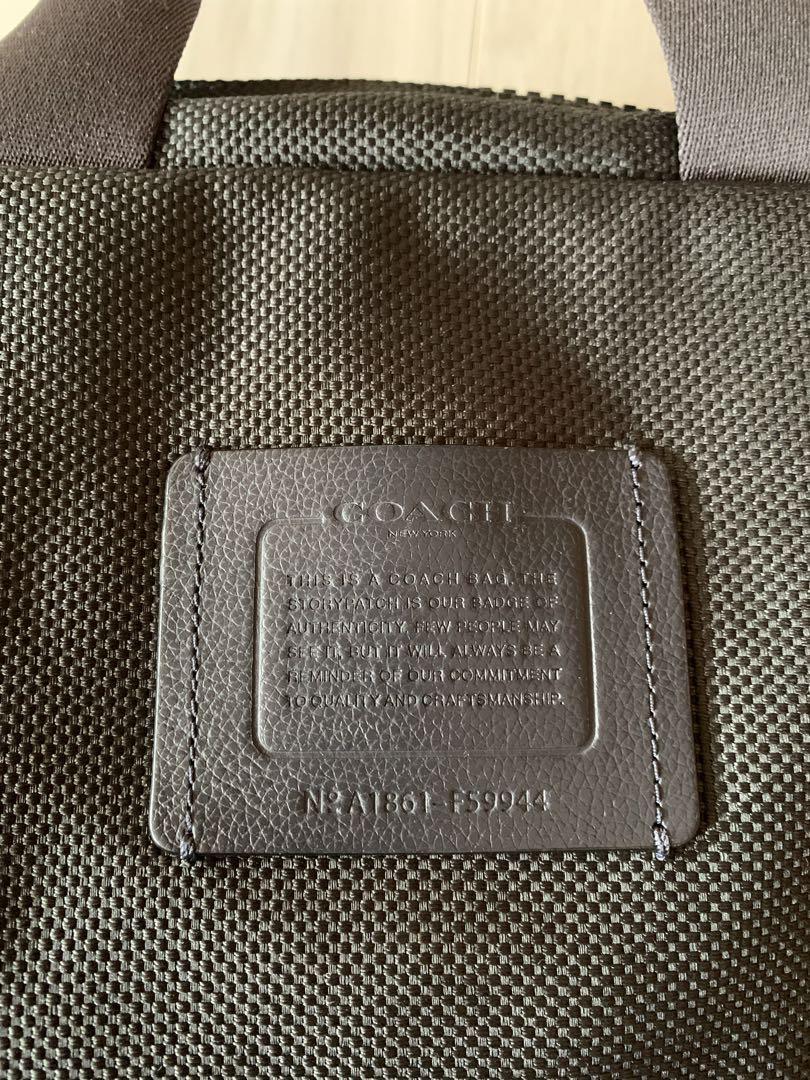 COACH
NEW YORK
THIS IS A COACH BAG. THE
STORYPATCH IS OUR BADGE OF
AUTHENTICITY. FEW PEOPLE MAY
SEE IT, BUT IT WILL ALWAYS BE A
REMINDER OF OUR COMMITMENT
TO QUALITY AND CRAFTSMANSHIP.
Nº A1861-F59944